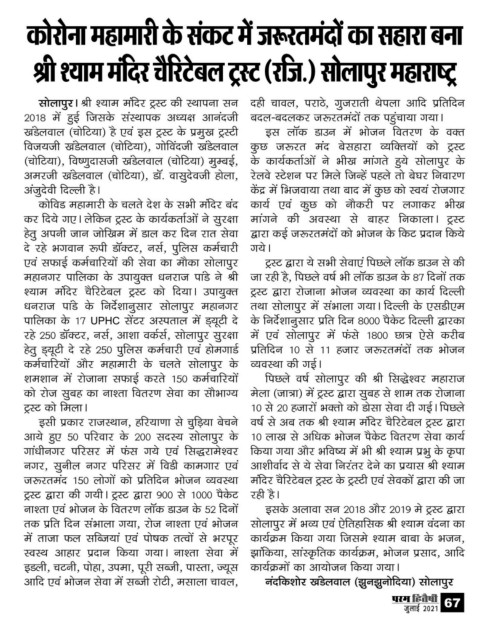 कोरोना महामारी के संकट में जरूरतमंदों का सहारा बना
श्री श्याम मंदिर चैरिटेबल ट्रस्ट (रजि.) सोलापुर महाराष्ट्र
सोलापुर। श्री श्याम मंदिर ट्रस्ट की स्थापना सन
2018 में हुई जिसके संस्थापक अध्यक्ष आनंदजी
खंडेलवाल (चोटिया) है एवं इस ट्रस्ट के प्रमुख ट्रस्टी
विजयजी खंडेलवाल (चोटिया), गोविंदजी खंडेलवाल
(चोटिया), विष्णुदासजी खंडेलवाल (चोटिया) मुम्बई,
अमरजी खंडेलवाल (चोटिया), डॉ. वासुदेवजी होला,
अंजुदेवी दिल्ली है।
कोविड महामारी के चलते देश के सभी मंदिर बंद
कर दिये गए। लेकिन ट्रस्ट के कार्यकर्ताओं ने सुरक्षा
हेतु अपनी जान जोखिम में डाल कर दिन रात सेवा
दे रहे भगवान रूपी डॉक्टर, नर्स, पुलिस कर्मचारी
एवं सफाई कर्मचारियों की सेवा का मौका सोलापुर
महानगर पालिका के उपायुक्त धनराज पांडे ने श्री
श्याम मंदिर चैरिटेबल ट्रस्ट को दिया। उपायुक्त
धनराज पांडे के निर्देशानुसार सोलापुर महानगर
पालिका के 17 UPHC सेंटर अस्पताल में ड्यूटी दे
रहे 250 डॉक्टर, नर्स, आशा वर्कर्स, सोलापुर सुरक्षा
हेतु ड्यूटी दे रहे 250 पुलिस कर्मचारी एवं होमगार्ड
कर्मचारियों और महामारी के चलते सोलापुर के
शमशान में रोजाना सफाई करते 150 कर्मचारियों
को रोज सुबह का नाश्ता वितरण सेवा का सौभाग्य
ट्रस्ट को मिला।
इसी प्रकार राजस्थान, हरियाणा से चुड़िया बेचने
आये हुए 50 परिवार के 200 सदस्य सोलापुर के
गांधीनगर परिसर में फंस गये एवं सिद्धरामेश्वर
नगर, सुनील नगर परिसर में विडी कामगार एवं
जरूरतमंद 150 लोगों को प्रतिदिन भोजन व्यवस्था
ट्रस्ट द्वारा की गयी। ट्रस्ट द्वारा 900 से 1000 पैकेट
नाश्ता एवं भोजन के वितरण लॉक डाउन के 52 दिनों
तक प्रति दिन संभाला गया, रोज नाश्ता एवं भोजन
में ताजा फल सब्जियां एवं पोषक तत्वों से भरपूर
स्वस्थ आहार प्रदान किया गया। नाश्ता सेवा में
इडली, चटनी, पोहा, उपमा, पूरी सब्जी, पास्ता, ज्यूस
आदि एवं भोजन सेवा में सब्जी रोटी, मसाला चावल,
दही चावल, पराठे, गुजराती थेपला आदि प्रतिदिन
बदल-बदलकर जरूरतमंदों तक पहुंचाया गया।
इस लॉक डाउन में भोजन वितरण के वक्त
कुछ जरूरत मंद बेसहारा व्यक्तियों को ट्रस्ट
के कार्यकर्ताओं ने भीख मांगते हुये सोलापुर के
रेलवे स्टेशन पर मिले जिन्हें पहले तो बेघर निवारण
केंद्र में भिजवाया तथा बाद में कुछ को स्वयं रोजगार
कार्य एवं कुछ को नौकरी पर लगाकर भीख
मांगने की अवस्था से बाहर निकाला। ट्रस्ट
द्वारा कई जरूरतमंदों को भोजन के किट प्रदान किये
गये।
ट्रस्ट द्वारा ये सभी सेवाएं पिछले लॉक डाउन से की
जा रही है, पिछले वर्ष भी लॉक डाउन के 87 दिनों तक
ट्रस्ट द्वारा रोजाना भोजन व्यवस्था का कार्य दिल्ली
तथा सोलापुर में संभाला गया। दिल्ली के एसडीएम
के निर्देशानुसार प्रति दिन 8000 पैकेट दिल्ली द्वारका
में एवं सोलापुर में फंसे 1800 छात्र ऐसे करीब
प्रतिदिन 10 से 11 हजार जरूरतमंदों तक भोजन
व्यवस्था की गई।
पिछले वर्ष सोलापुर की श्री सिद्धेश्वर महाराज
मेला (जात्रा) में ट्रस्ट द्वारा सुबह से शाम तक रोजाना
10 से 20 हजारों भक्तो को डोसा सेवा दी गई। पिछले
वर्ष से अब तक श्री श्याम मंदिर चैरिटेबल ट्रस्ट द्वारा
10 लाख से अधिक भोजन पैकेट वितरण सेवा कार्य
किया गया और भविष्य में भी श्री श्याम प्रभु के कृपा
आशीर्वाद से ये सेवा निरंतर देने का प्रयास श्री श्याम
मंदिर चैरिटेबल ट्रस्ट के ट्रस्टी एवं सेवकों द्वारा की जा
रही है।
इसके अलावा सन 2018 और 2019 मे ट्रस्ट द्वारा
सोलापुर में भव्य एवं ऐतिहासिक श्री श्याम वंदना का
कार्यक्रम किया गया जिसमे श्याम बाबा के भजन,
झांकिया, सांस्कृतिक कार्यक्रम, भोजन प्रसाद, आदि
कार्यक्रमों का आयोजन किया गया।
नंदकिशोर खंडेलवाल (झुनझुनोदिया) सोलापुर
परम हितैषी
जुलाई 2021
67